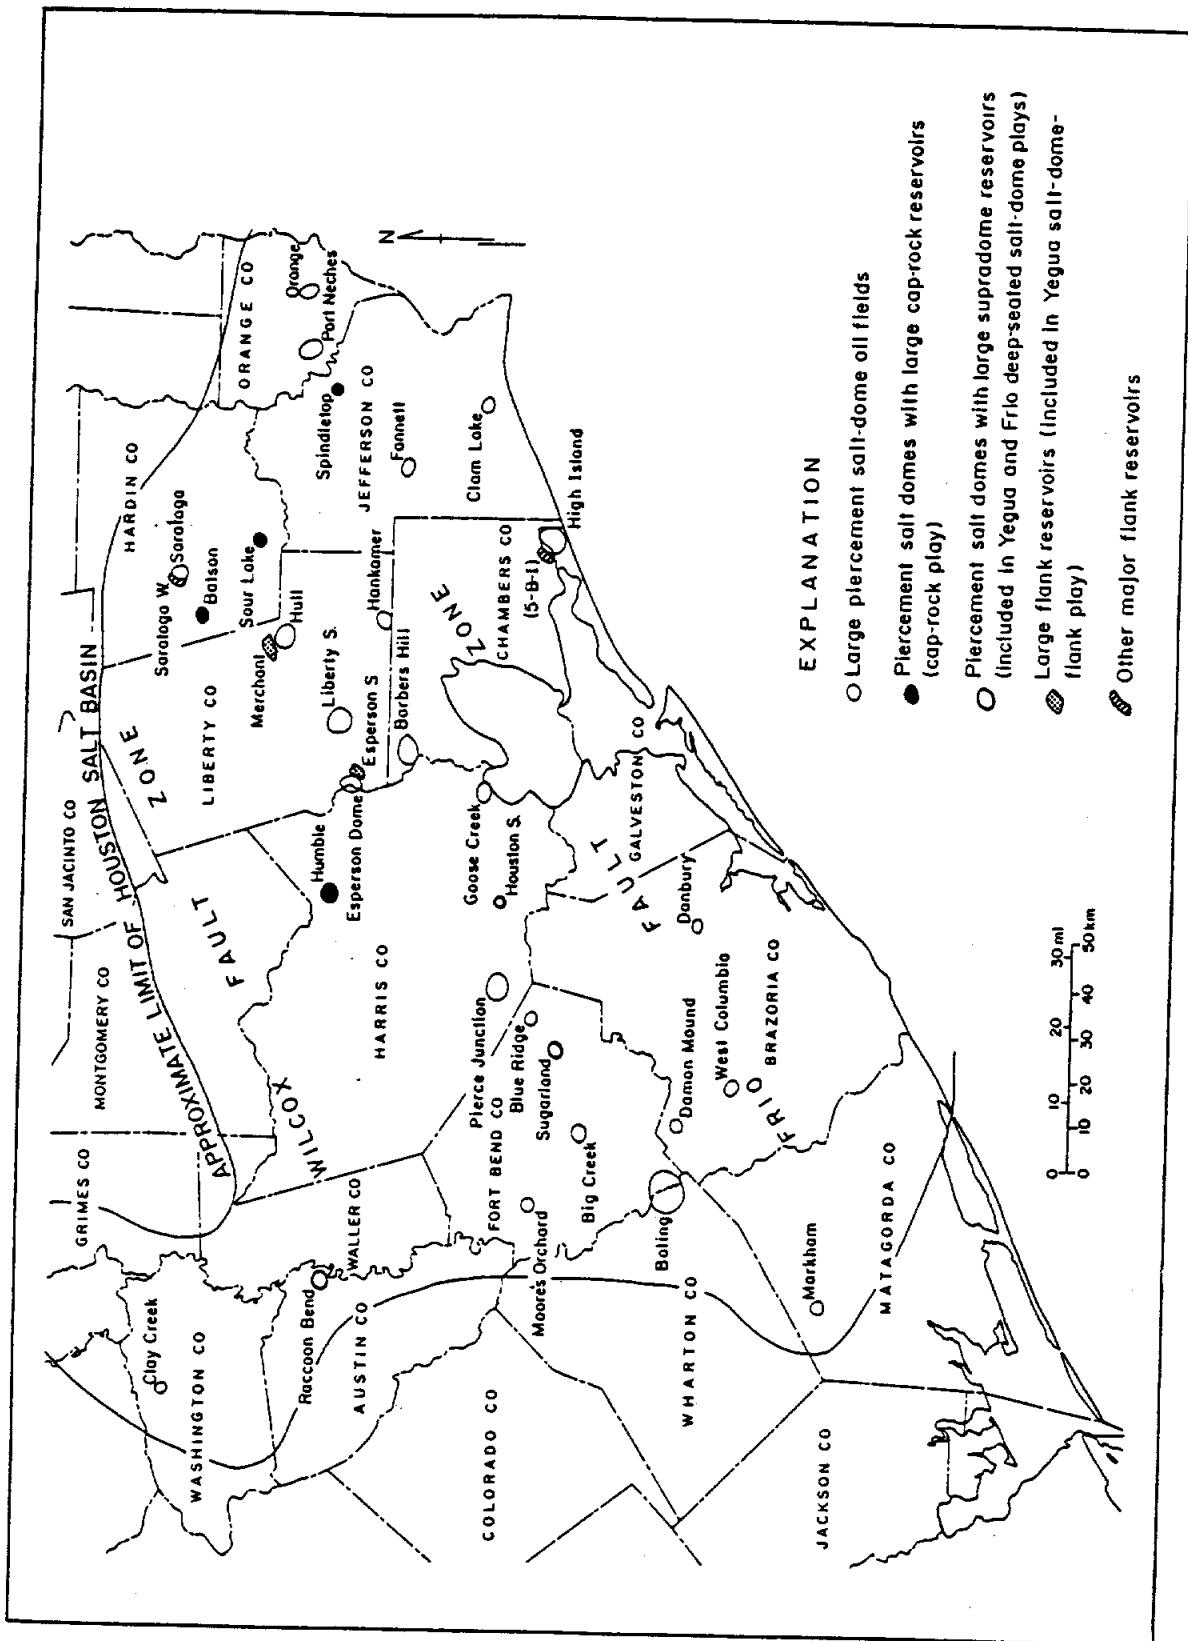 SAN JACINTO CO
MONTGOMERY CO
GRIMES CO
APPROXIMATE LIMIT OF HOUSTON SALT BASIN
HARDIN CO
ORANGE CO
Orange
Port Neches
N
Saratoga W
Saratoga
Batson
Sour Lake
Spindletop
JEFFERSON CO
Fannett
Clam Lake
High Island
Merchant
Hull
Hankamer
Liberty S.
LIBERTY CO
Esperson S
Esperson Dome
Barbers Hill
CHAMBERS CO
(5-B-1)
WILCOX FAULT ZONE
Humble
Goose Creek
Houston S.
HARRIS CO
GALVESTON CO
FRIO FAULT ZONE
Clay Creek
WASHINGTON CO
Raccoon Bend
WALLER CO
AUSTIN CO
Pierce Junction
Blue Ridge
Sugarland
FORT BEND CO
Moores Orchard
Big Creek
Danbury
West Columbia
Damon Mound
BRAZORIA CO
Boling
COLORADO CO
WHARTON CO
Markham
MATAGORDA CO
JACKSON CO
0 10 20 30 mi
0 10 20 30 40 50 km
EXPLANATION
Large piercement salt-dome oil fields
Piercement salt domes with large cap-rock reservoirs
(cap-rock play)
Piercement salt domes with large supradome reservoirs
(included in Yegua and Frio deep-seated salt-dome plays)
Large flank reservoirs (included in Yegua salt-dome-
flank play)
Other major flank reservoirs